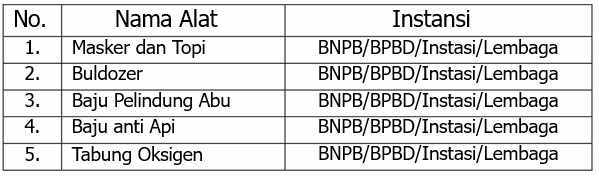 No. Nama Alat Instansi
1. Masker dan Topi BNPB/BPBD/Instasi/Lembaga
2. Buldozer BNPB/BPBD/Instasi/Lembaga
3. Baju Pelindung Abu BNPB/BPBD/Instasi/Lembaga
4. Baju anti Api BNPB/BPBD/Instasi/Lembaga
5. Tabung Oksigen BNPB/BPBD/Instasi/Lembaga